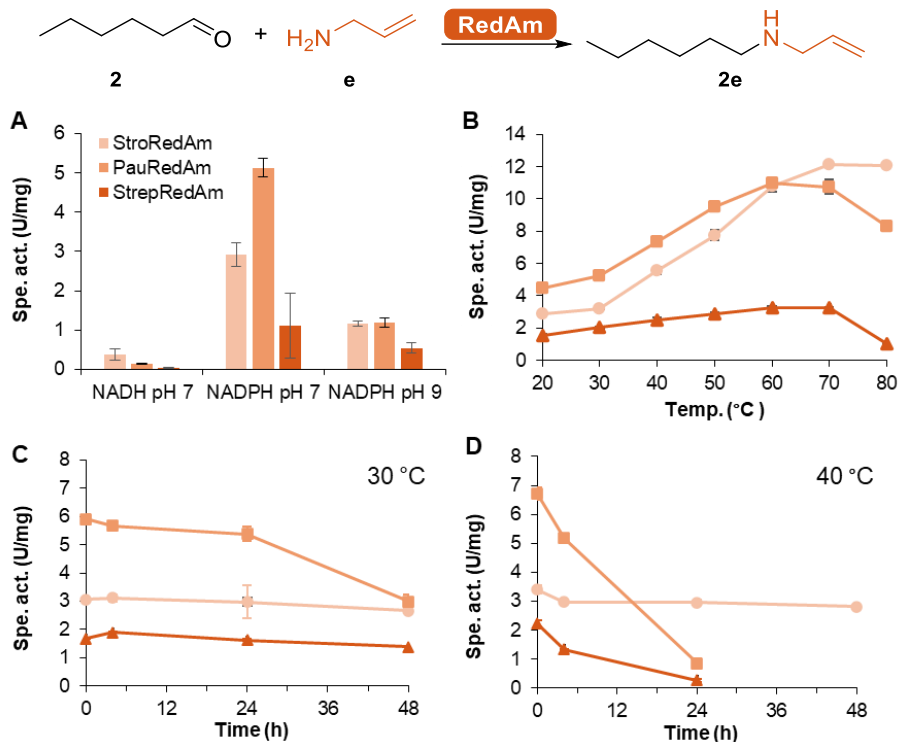 O
+
H₂N
RedAm
H
N
2
e
2e
A
6
5
4
3
2
1
0
Spe. act. (U/mg)
StroRedAm
PauRedAm
StrepRedAm
NADH pH 7
NADPH pH 7
NADPH pH 9
B
14
12
10
8
6
4
2
0
Spe. act. (U/mg)
20 30 40 50 60 70 80
Temp. (°C )
C
30 °C
8
7
6
5
4
3
2
1
0
Spe. act. (U/mg)
0 12 24 36 48
Time (h)
D
40 °C
8
7
6
5
4
3
2
1
0
Spe. act. (U/mg)
0 12 24 36 48
Time (h)